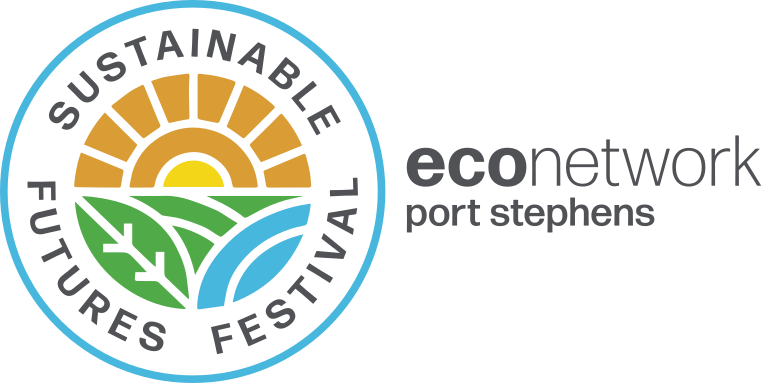 SUSTAINABLE
FUTURES FESTIVAL
econetwork
port stephens